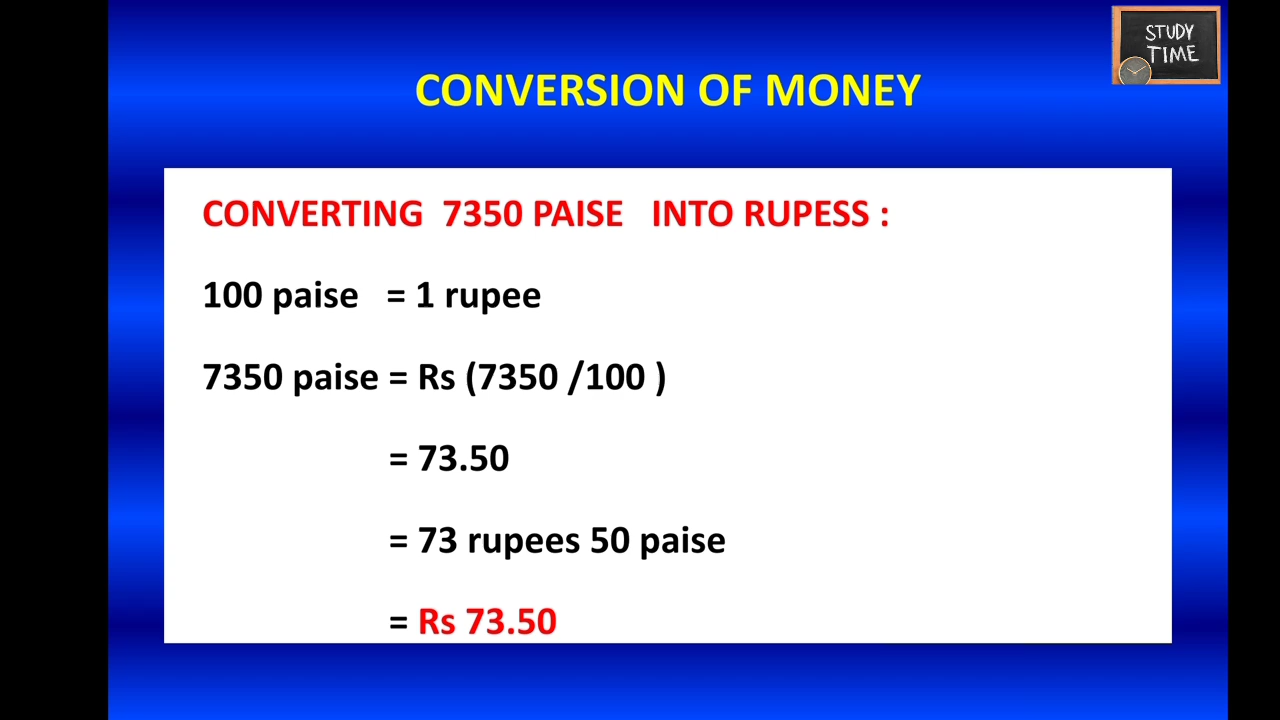 STUDY
TIME
CONVERSION OF MONEY
CONVERTING 7350 PAISE INTO RUPESS :
100 paise = 1 rupee
7350 paise = Rs (7350 /100 )
= 73.50
= 73 rupees 50 paise
= Rs 73.50